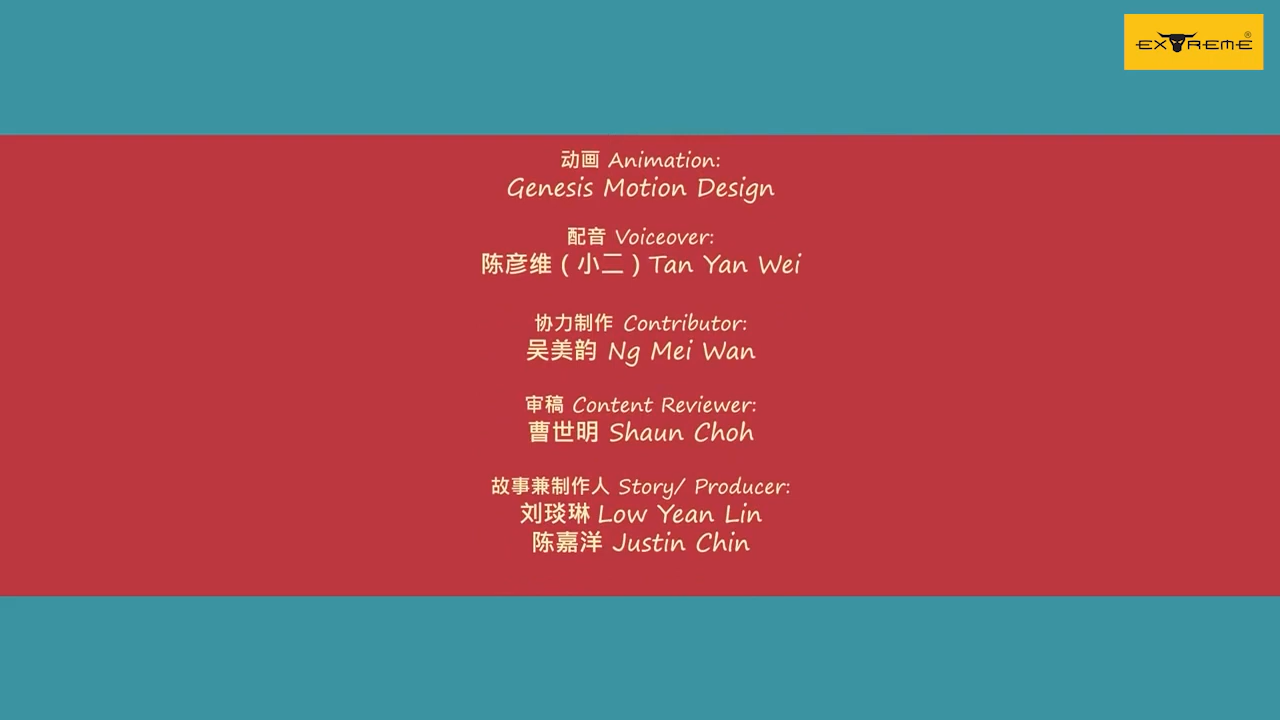 EXTREME®
动画 Animation:
Genesis Motion Design
配音 Voiceover:
陈彦维 ( 小二 ) Tan Yan Wei
协力制作 Contributor:
吴美韵 Ng Mei Wan
审稿 Content Reviewer:
曹世明 Shaun Choh
故事兼制作人 Story/ Producer:
刘琰琳 Low Yean Lin
陈嘉洋 Justin Chin